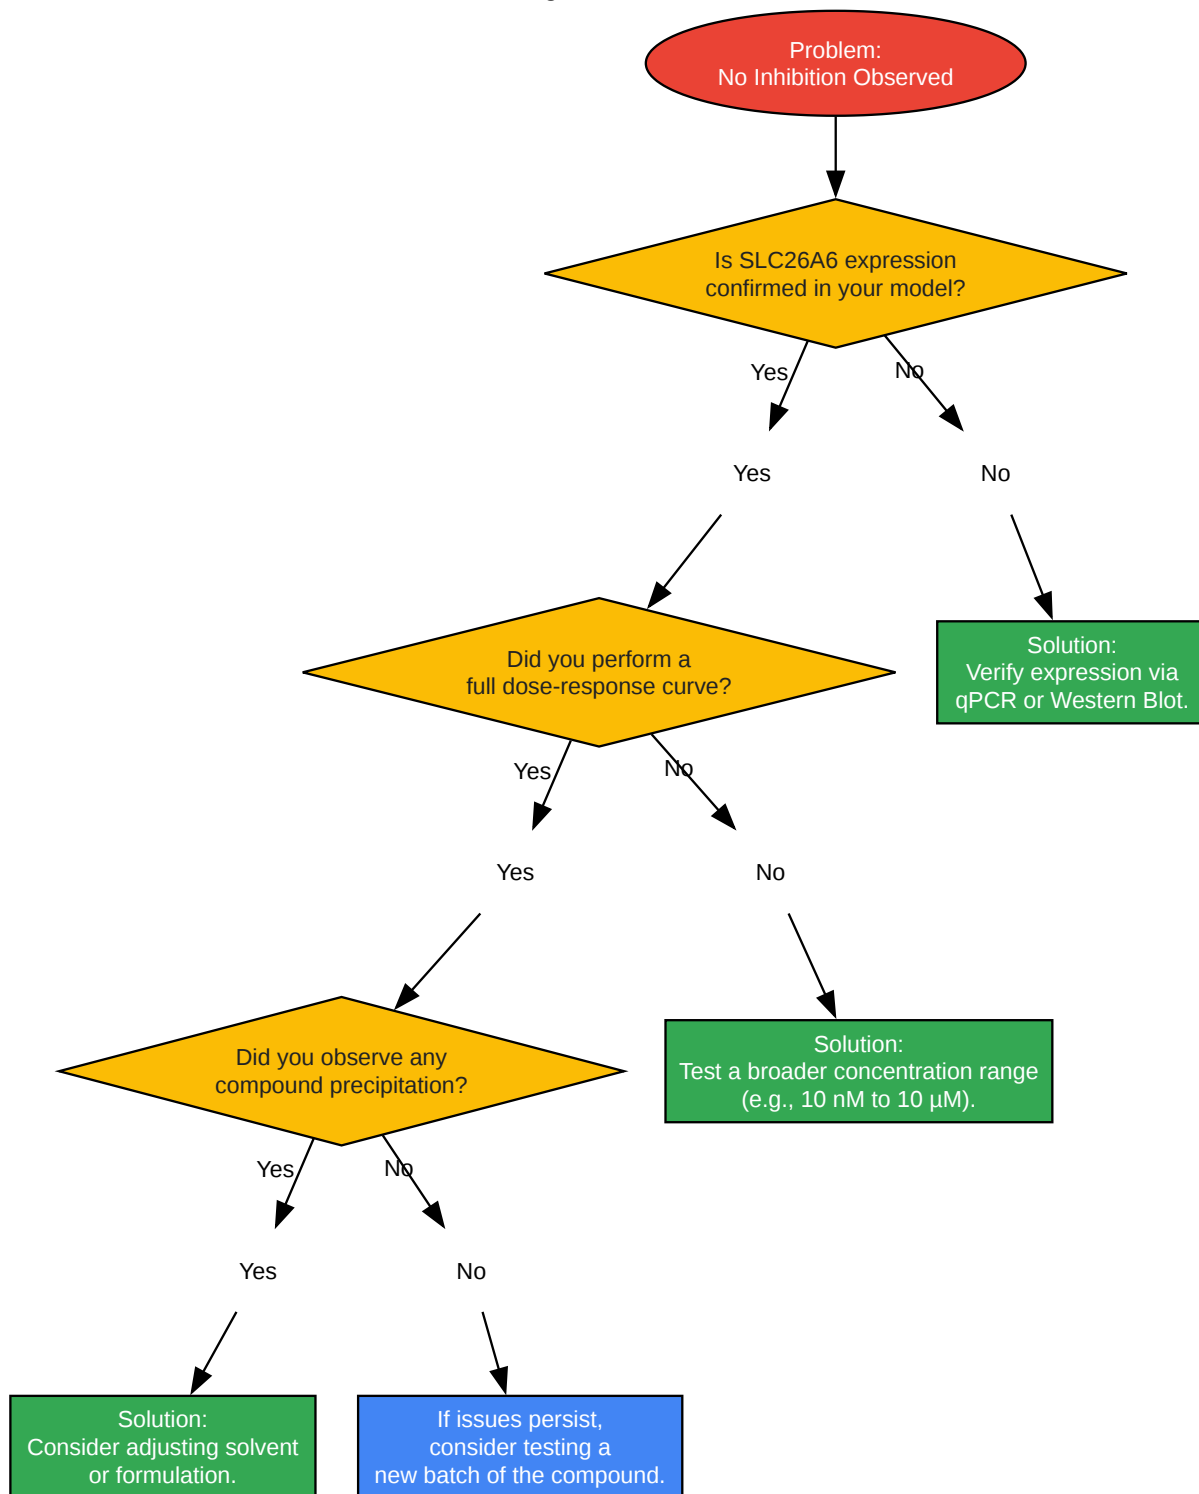 Problem:
No Inhibition Observed
Is SLC26A6 expression
confirmed in your model?
Yes
No
Yes
No
Did you perform a
full dose-response curve?
Solution:
Verify expression via
qPCR or Western Blot.
Yes
No
Yes
No
Did you observe any
compound precipitation?
Solution:
Test a broader concentration range
(e.g., 10 nM to 10 µM).
Yes
No
Yes
No
Solution:
Consider adjusting solvent
or formulation.
If issues persist,
consider testing a
new batch of the compound.